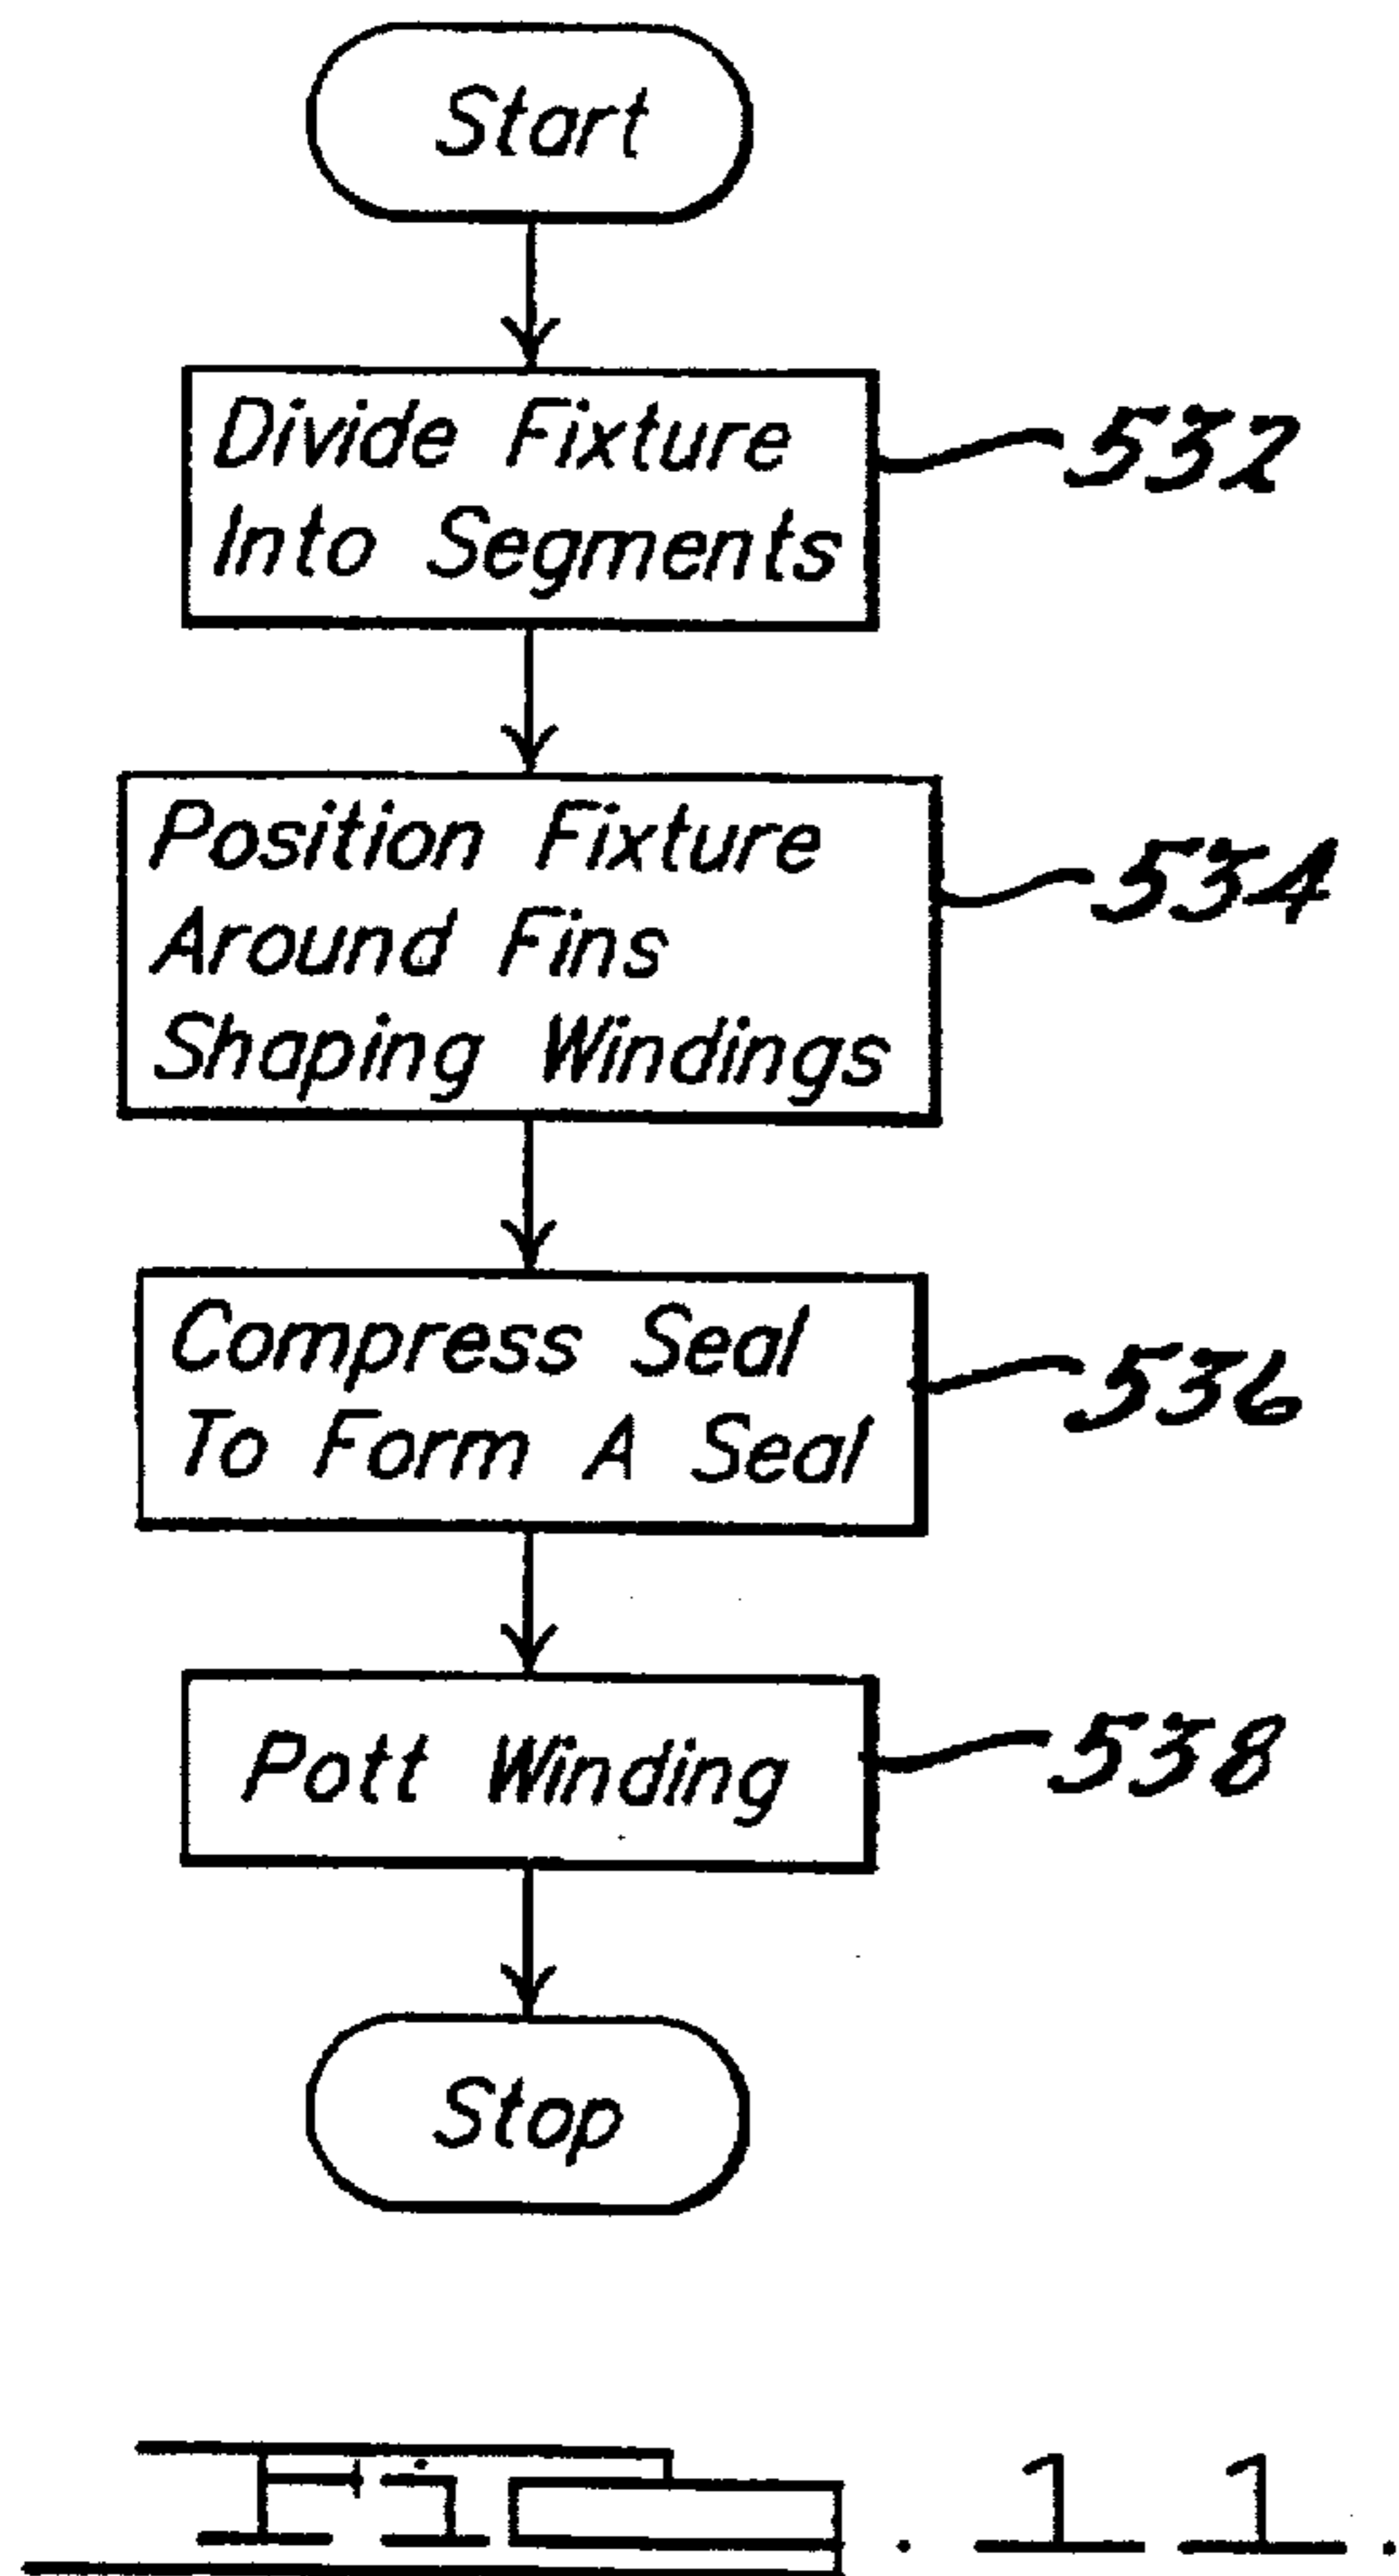 Start
Divide Fixture
Into Segments
532
Position Fixture
Around Fins
Shaping Windings
534
Compress Seal
To Form A Seal
536
Pott Winding
538
Stop
Fig. 11.